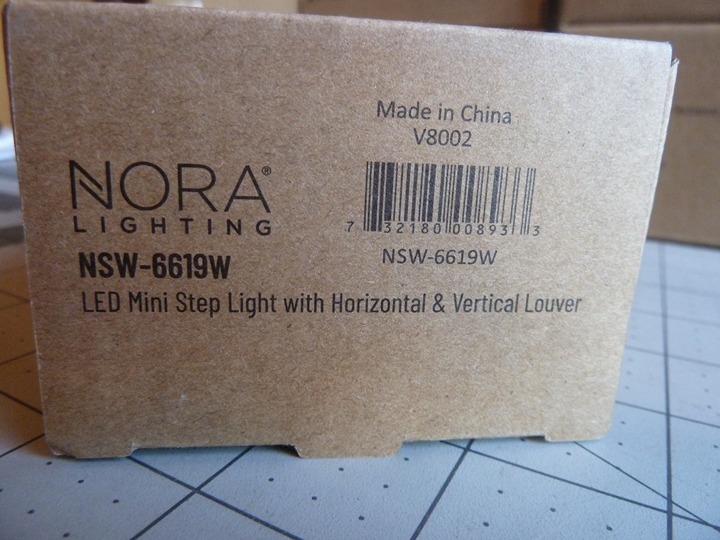 Made in China
V8002
NORA®
LIGHTING
7 32180 00893 3
NSW-6619W
NSW-6619W
LED Mini Step Light with Horizontal & Vertical Louver